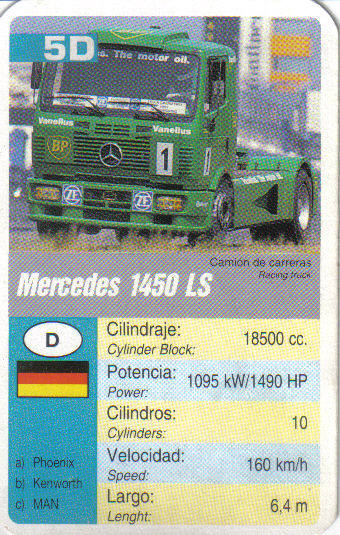 5D
s. The motor oil.
Vanellus
Vanellus
BP
1
1
ZF
ZF
Camión de carreras
Racing truck
Mercedes 1450 LS
D
Cilindraje: 18500 cc.
Cylinder Block:
Potencia: 1095 kW/1490 HP
Power:
Cilindros: 10
Cylinders:
a) Phoenix
Velocidad: 160 km/h
Speed:
b) Kenworth
Largo: 6,4 m
c) MAN
Lenght: